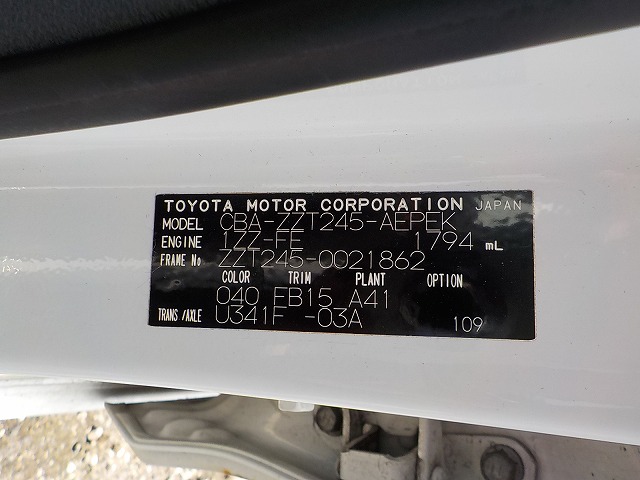 TOYOTA MOTOR CORPORATION JAPAN
MODEL CBA-ZZT245-AEPEK
ENGINE 1ZZ-FE 1794 mL
FRAME No ZZT245-0021862
COLOR TRIM PLANT OPTION
040 FB15 A41
TRANS/AXLE U341F -03A 109